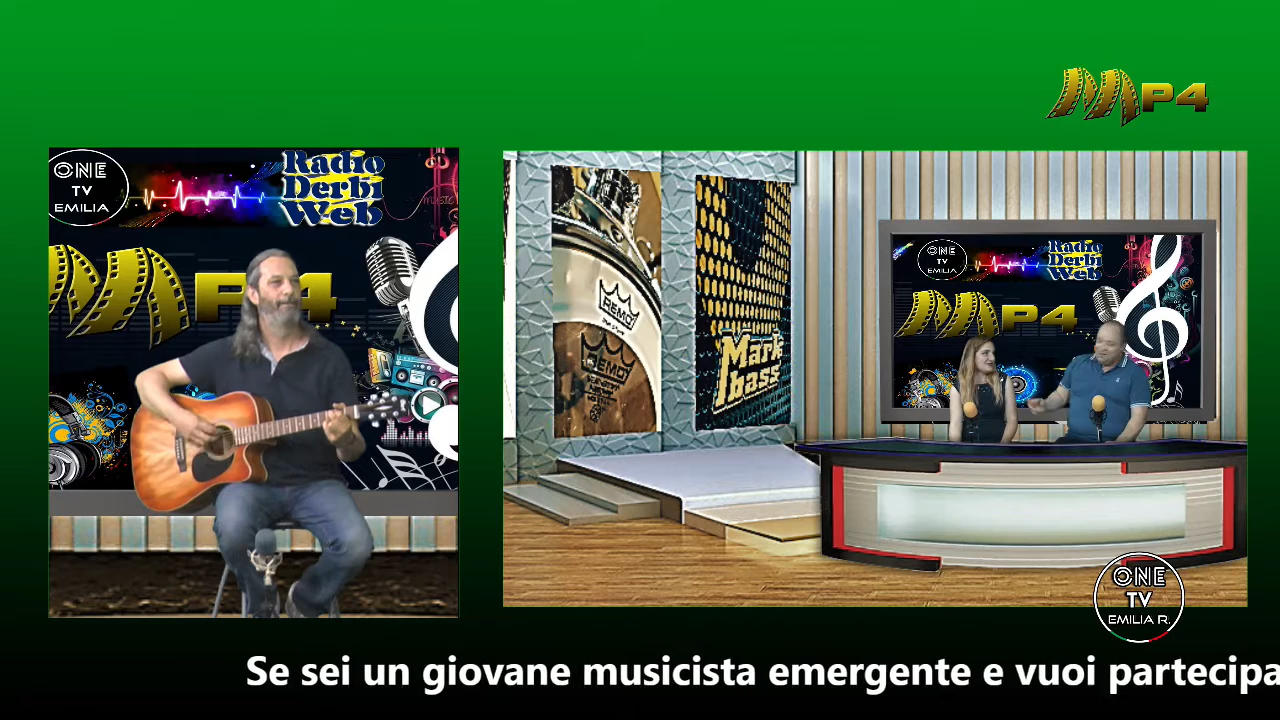 MP4
ONE
TV
EMILIA
Radio
Derbi
Web
MP4
REMO
REMO
Mark
bass
ONE
TV
EMILIA
Radio
Derbi
Web
MP4
ONE
TV
EMILIA R.
Se sei un giovane musicista emergente e vuoi partecipa